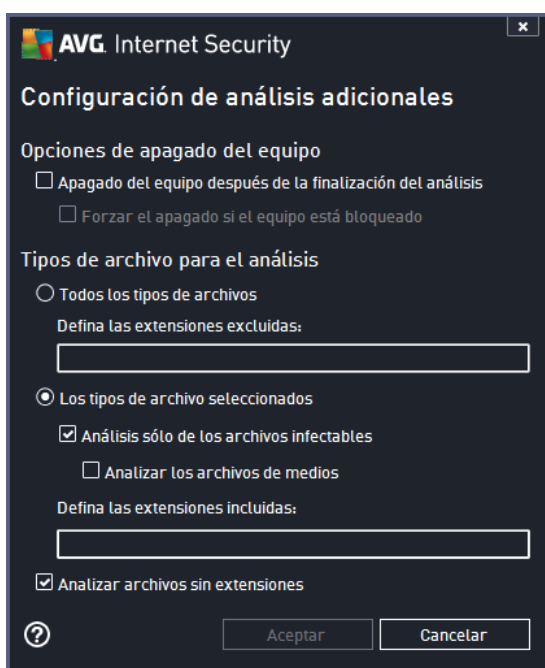 AVG. Internet Security
Configuración de análisis adicionales
Opciones de apagado del equipo
Apagado del equipo después de la finalización del análisis
Forzar el apagado si el equipo está bloqueado
Tipos de archivo para el análisis
Todos los tipos de archivos
Defina las extensiones excluidas:
Los tipos de archivo seleccionados
Análisis sólo de los archivos infectables
Analizar los archivos de medios
Defina las extensiones incluidas:
Analizar archivos sin extensiones
? Aceptar Cancelar